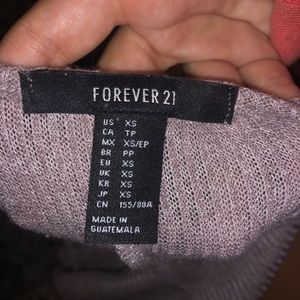 FOREVER 21
US XS
CA TP
MX XS/EP
BR PP
EU XS
UK XS
KR XS
JP XS
CN 155/80A
MADE IN
GUATEMALA